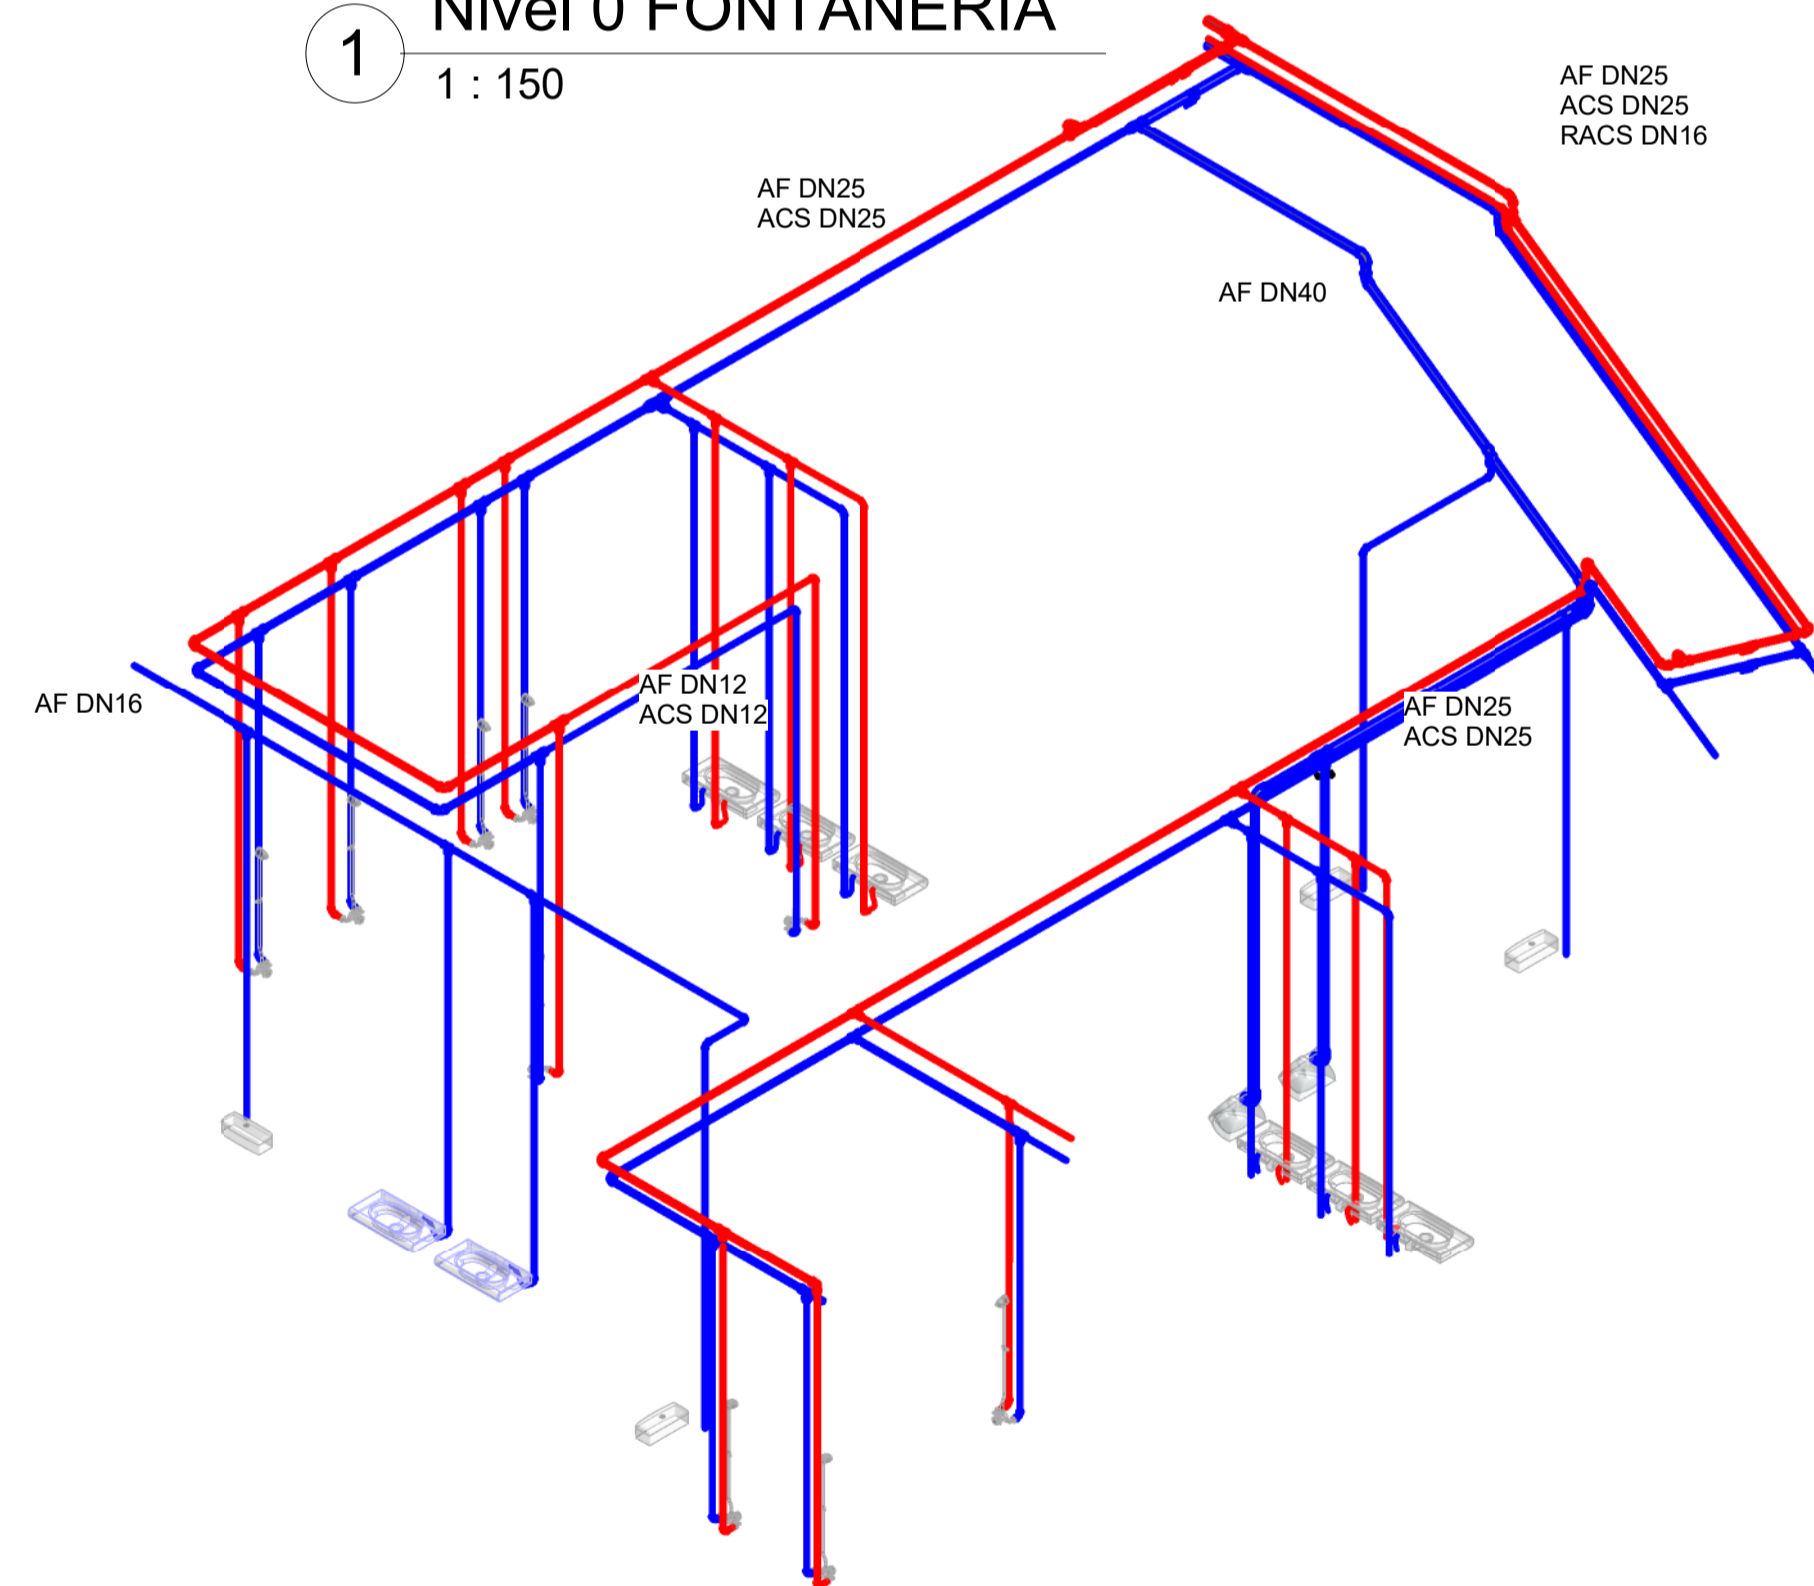 1
Nivel 0 FONTANERÍA
1 : 150
AF DN25
ACS DN25
RACS DN16
AF DN25
ACS DN25
AF DN40
AF DN12
ACS DN12
AF DN16
AF DN25
ACS DN25